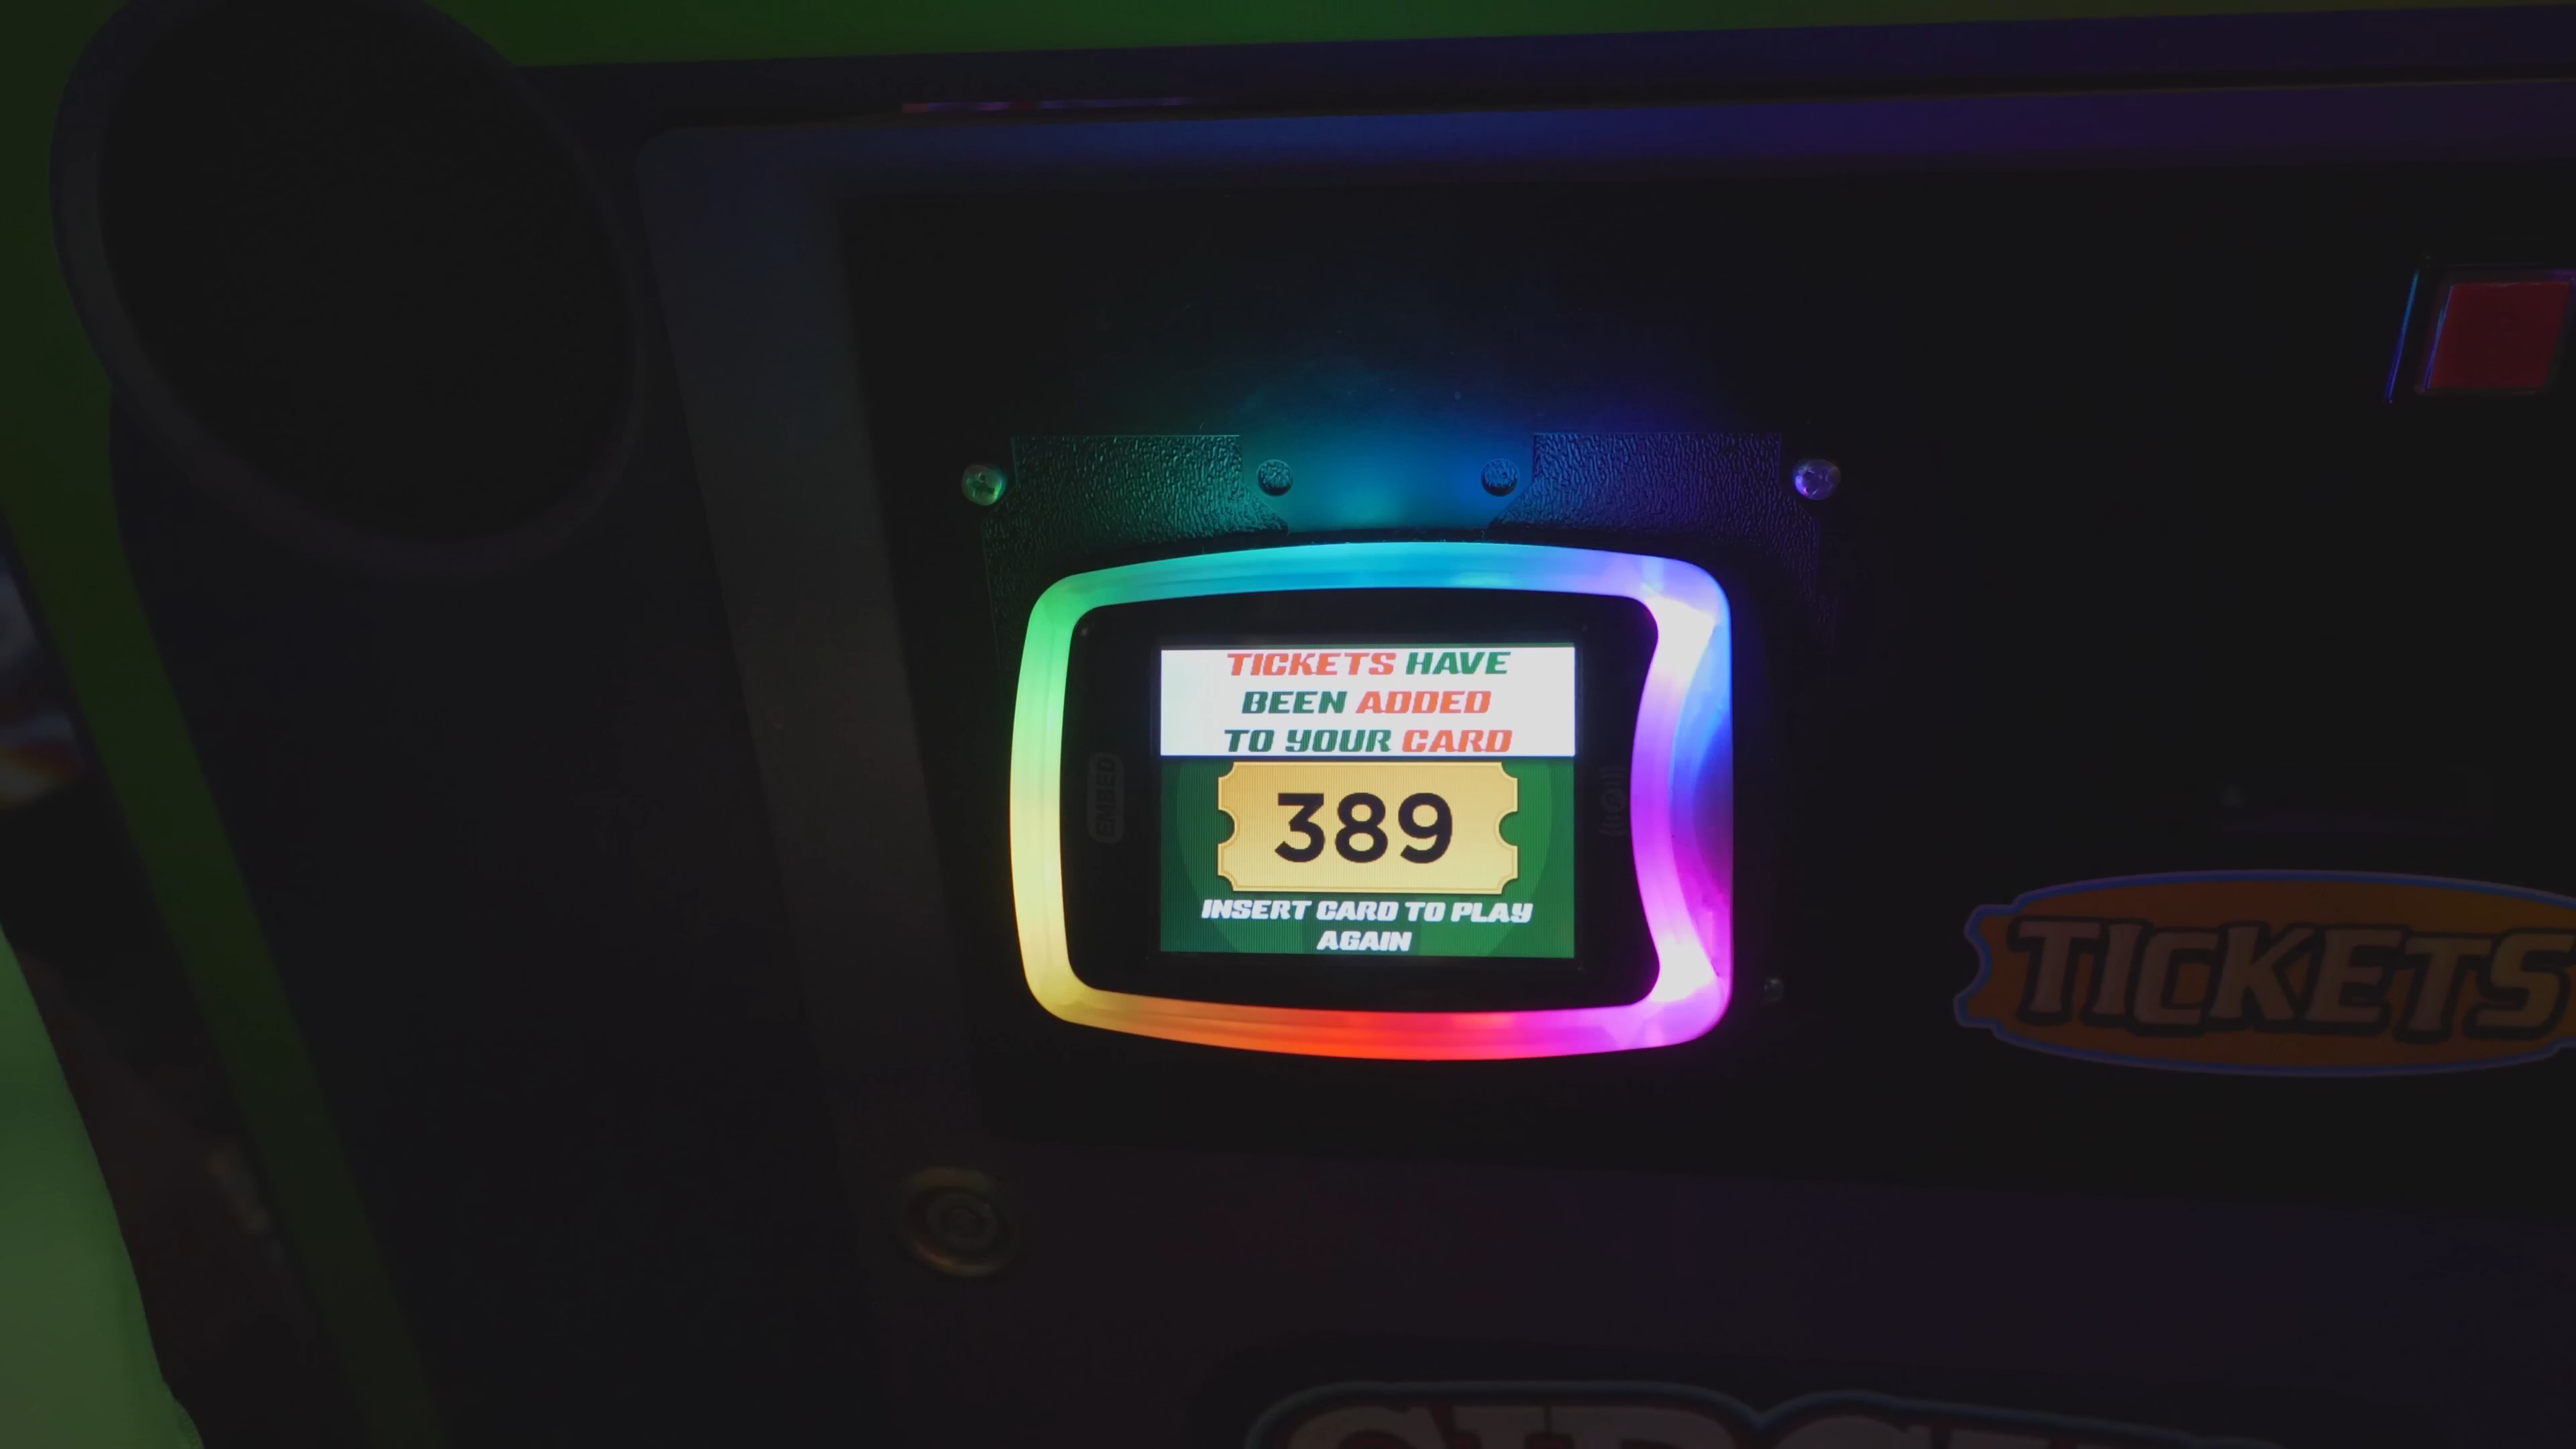 TICKETS HAVE
BEEN ADDED
TO YOUR CARD
389
INSERT CARD TO PLAY
AGAIN
EMBED
TICKETS